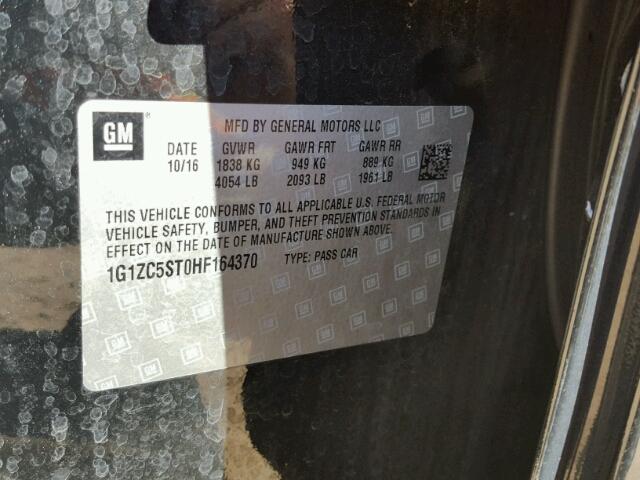 GM ®
MFD BY GENERAL MOTORS LLC
DATE GVWR GAWR FRT GAWR RR
10/16 1838 KG 949 KG 889 KG
4054 LB 2093 LB 1961 LB
THIS VEHICLE CONFORMS TO ALL APPLICABLE U.S. FEDERAL MOTOR
VEHICLE SAFETY, BUMPER, AND THEFT PREVENTION STANDARDS IN
EFFECT ON THE DATE OF MANUFACTURE SHOWN ABOVE.
1G1ZC5ST0HF164370 TYPE: PASS CAR